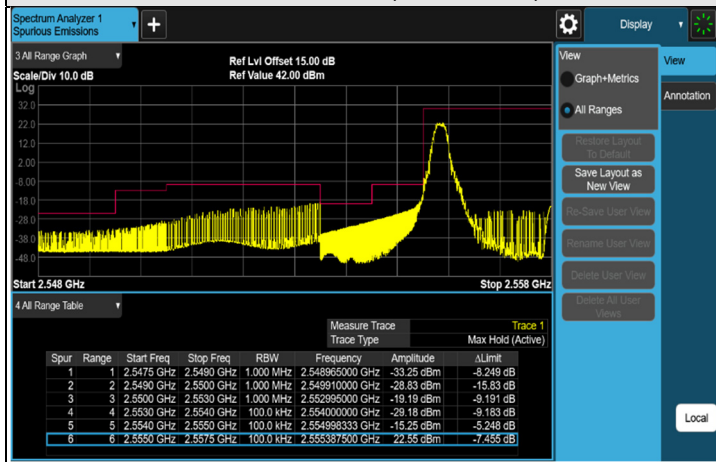 Spectrum Analyzer 1
Spurious Emissions
Display
3 All Range Graph
Ref Lvl Offset 15.00 dB
Scale/Div 10.0 dB
Ref Value 42.00 dBm
Log
32.0
22.0
12.0
2.00
-8.00
-18.0
-28.0
-38.0
-48.0
Start 2.548 GHz
Stop 2.558 GHz
View
Graph+Metrics
All Ranges
Restore Layout
To Default
Save Layout as
New View
Re-Save User View
Rename User View
Delete User View
Delete All User
Views
View
Annotation
Local
4 All Range Table
Measure Trace Trace 1
Trace Type Max Hold (Active)
Spur Range Start Freq Stop Freq RBW Frequency Amplitude ΔLimit
1 1 2.5475 GHz 2.5490 GHz 1.000 MHz 2.548965000 GHz -33.25 dBm -8.249 dB
2 2 2.5490 GHz 2.5500 GHz 1.000 MHz 2.549910000 GHz -28.83 dBm -15.83 dB
3 3 2.5500 GHz 2.5530 GHz 1.000 MHz 2.552995000 GHz -19.19 dBm -9.191 dB
4 4 2.5530 GHz 2.5540 GHz 100.0 kHz 2.554000000 GHz -29.18 dBm -9.183 dB
5 5 2.5540 GHz 2.5550 GHz 100.0 kHz 2.554998333 GHz -15.25 dBm -5.248 dB
6 6 2.5550 GHz 2.5575 GHz 100.0 kHz 2.555387500 GHz 22.55 dBm -7.455 dB